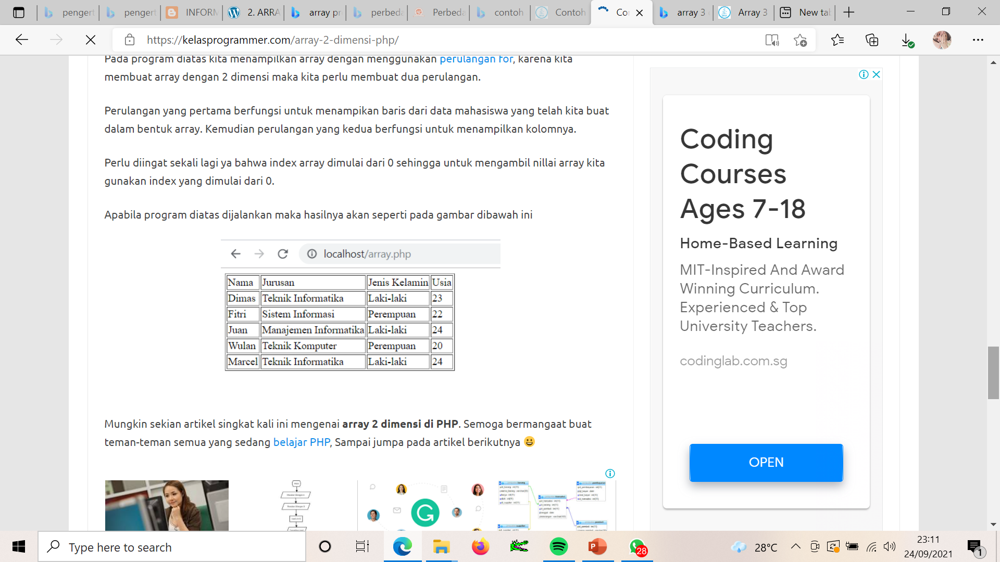 pengert
pengert
INFORM
2. ARRA
array pr
perbeda
Perbeda
contoh
Contoh
Co
array 3
Array 3
New tab
https://kelasprogrammer.com/array-2-dimensi-php/
Pada program diatas kita menampilkan array dengan menggunakan perulangan for, karena kita
membuat array dengan 2 dimensi maka kita perlu membuat dua perulangan.
Perulangan yang pertama berfungsi untuk menampikan baris dari data mahasiswa yang telah kita buat
dalam bentuk array. Kemudian perulangan yang kedua berfungsi untuk menampilkan kolomnya.
Perlu diingat sekali lagi ya bahwa index array dimulai dari 0 sehingga untuk mengambil nillai array kita
gunakan index yang dimulai dari 0.
Apabila program diatas dijalankan maka hasilnya akan seperti pada gambar dibawah ini
localhost/array.php
Nama Jurusan Jenis Kelamin Usia
Dimas Teknik Informatika Laki-laki 23
Fitri Sistem Informasi Perempuan 22
Juan Manajemen Informatika Laki-laki 24
Wulan Teknik Komputer Perempuan 20
Marcel Teknik Informatika Laki-laki 24
Mungkin sekian artikel singkat kali ini mengenai array 2 dimensi di PHP. Semoga bermangaat buat
teman-teman semua yang sedang belajar PHP, Sampai jumpa pada artikel berikutnya 😀
Coding
Courses
Ages 7-18
Home-Based Learning
MIT-Inspired And Award
Winning Curriculum.
Experienced & Top
University Teachers.
codinglab.com.sg
OPEN
Type here to search
28
28°C
23:11
24/09/2021
1